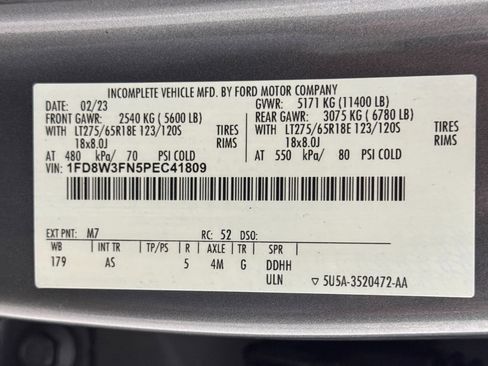 INCOMPLETE VEHICLE MFD. BY FORD MOTOR COMPANY
DATE: 02/23 GVWR: 5171 KG (11400 LB)
FRONT GAWR: 2540 KG (5600 LB) REAR GAWR: 3075 KG (6780 LB)
WITH LT275/65R18E 123/120S TIRES WITH LT275/65R18E 123/120S TIRES
18x8.0J RIMS 18x8.0J RIMS
AT 480 kPa/ 70 PSI COLD AT 550 kPa/ 80 PSI COLD
VIN: 1FD8W3FN5PEC41809
EXT PNT: M7 RC: 52 DSO:
WB INT TR TP/PS R AXLE TR SPR
179 AS 5 4M G DDHH
ULN ▽ 5U5A-3520472-AA